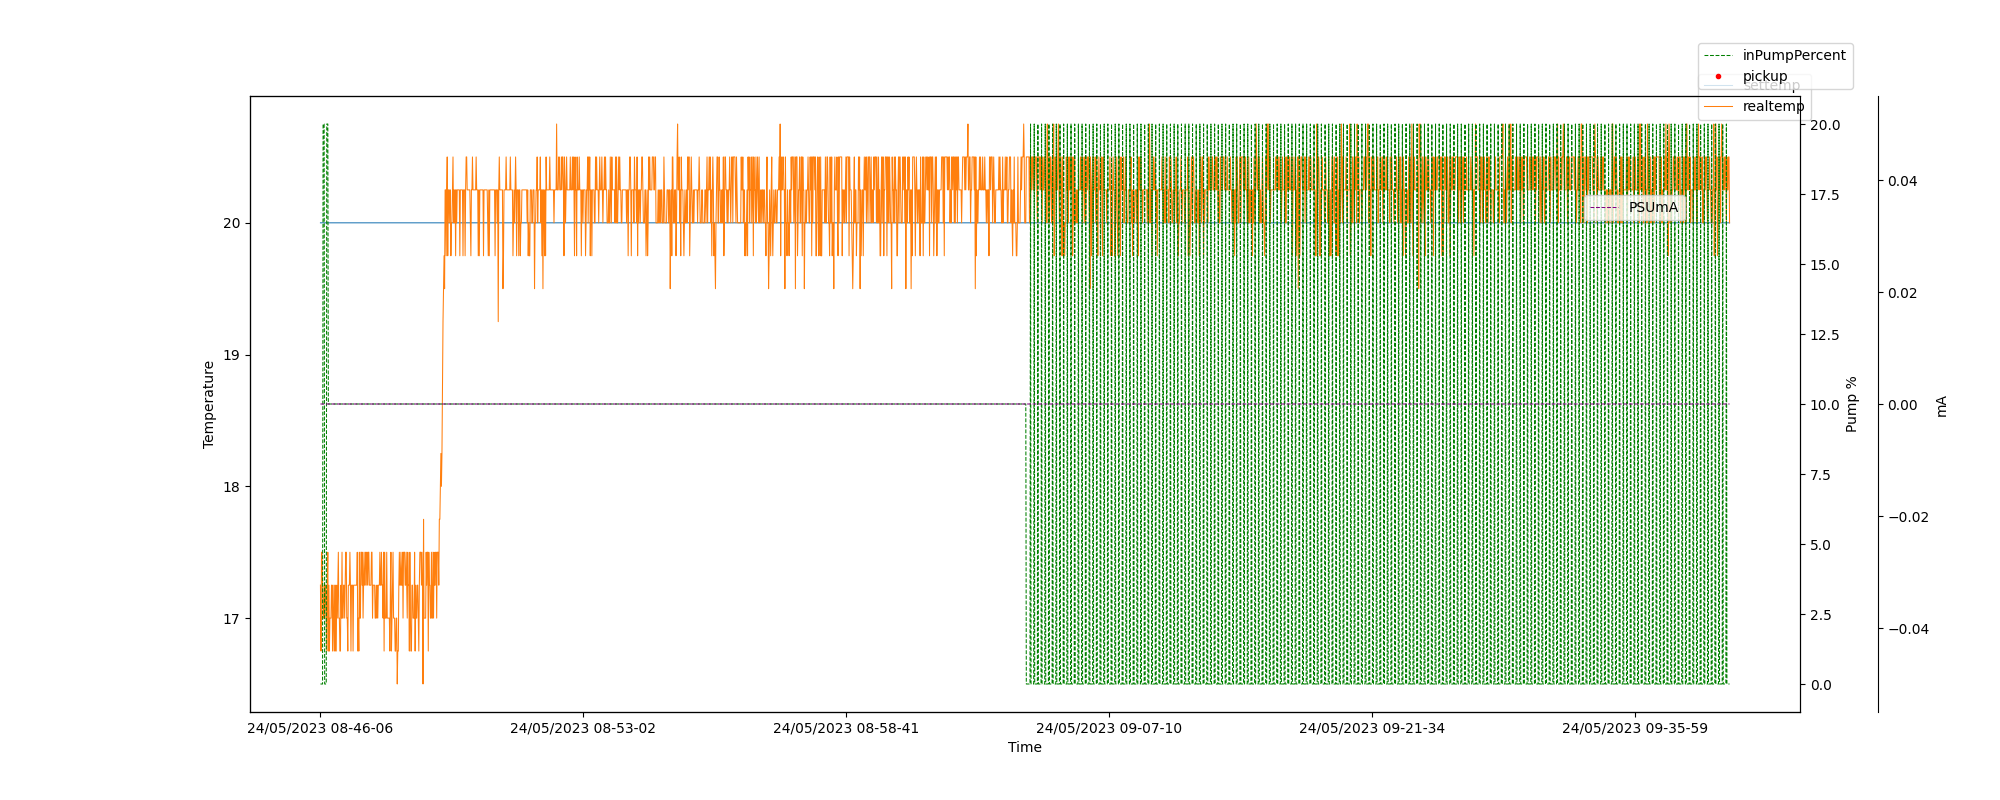 inPumpPercent
pickup
settemp
realtemp
PSUmA
20
19
18
17
Temperature
20.0
17.5
15.0
12.5
10.0
7.5
5.0
2.5
0.0
Pump %
0.04
0.02
0.00
−0.02
−0.04
mA
24/05/2023 08-46-06
24/05/2023 08-53-02
24/05/2023 08-58-41
24/05/2023 09-07-10
24/05/2023 09-21-34
24/05/2023 09-35-59
Time